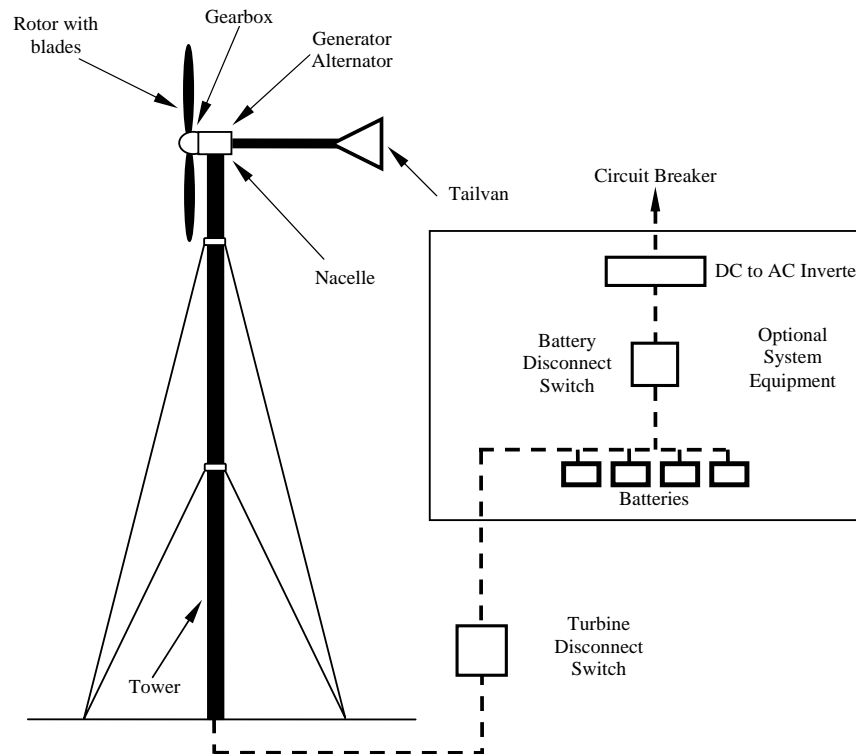 Rotor with
blades
Gearbox
Generator
Alternator
Tailvan
Nacelle
Circuit Breaker
DC to AC Inverte
Battery
Disconnect
Switch
Optional
System
Equipment
Batteries
Turbine
Disconnect
Switch
Tower